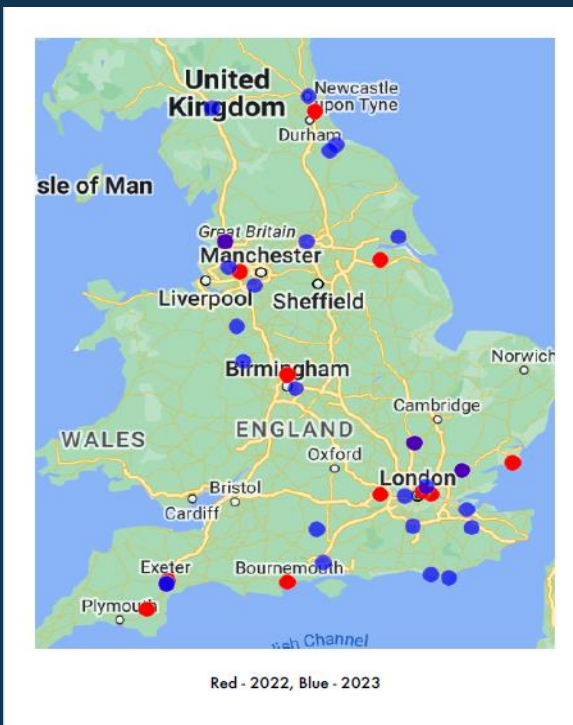 United
Kingdom
Newcastle
upon Tyne
Durham
sle of Man
Great Britain
Manchester
Liverpool
Sheffield
Birmingham
Norwich
Cambridge
WALES
ENGLAND
Oxford
London
Bristol
Cardiff
Exeter
Bournemouth
Plymouth
lish Channel
Red - 2022, Blue - 2023